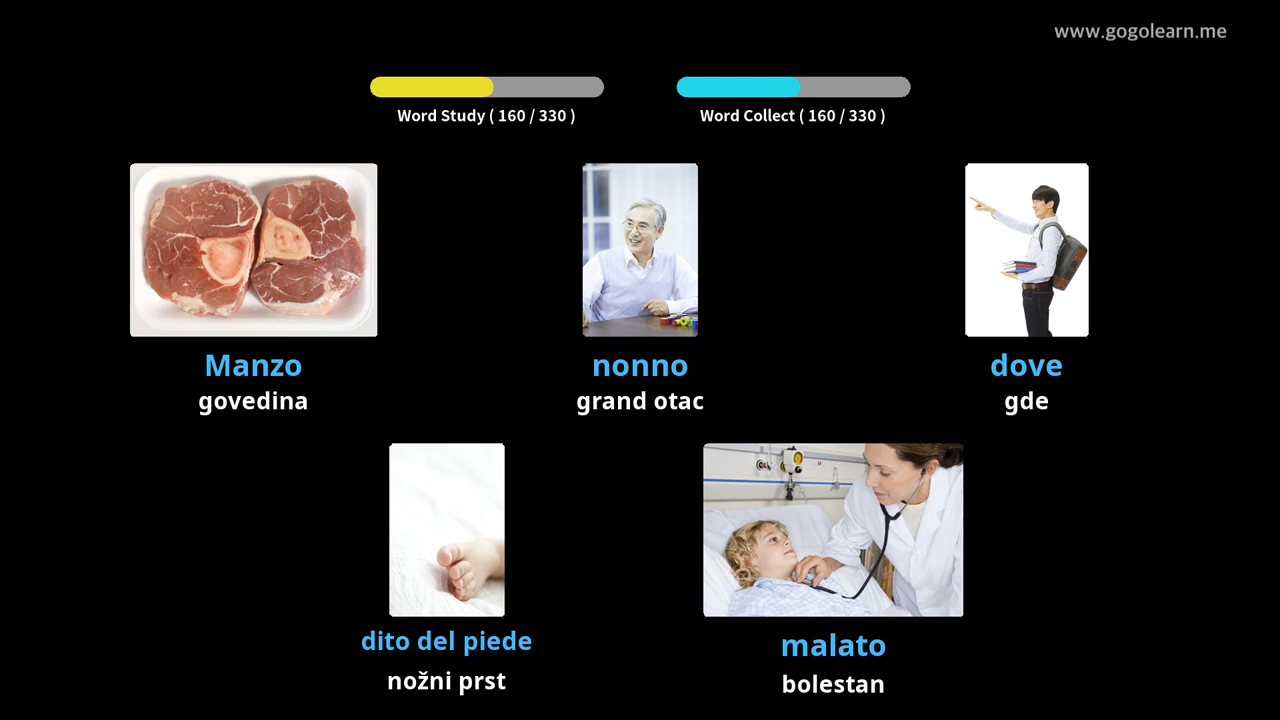 www.gogolearn.me
Word Study ( 160 / 330 )
Word Collect ( 160 / 330 )
Manzo
govedina
nonno
grand otac
dove
gde
dito del piede
nožni prst
malato
bolestan